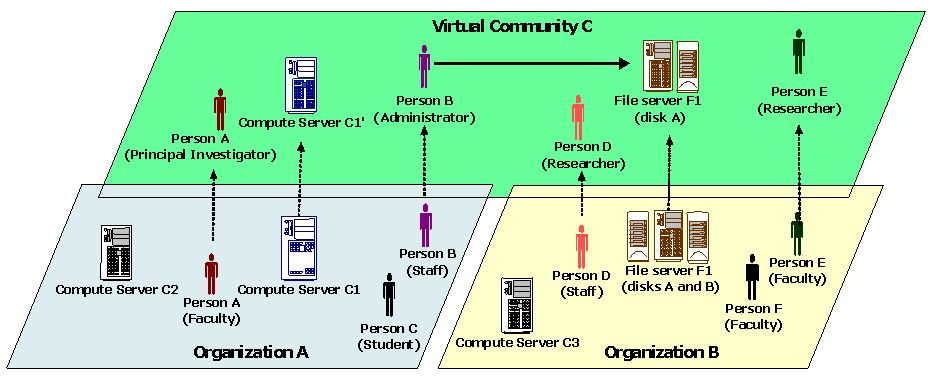 Virtual Community C
Compute Server C1'
Person A
(Principal Investigator)
Person B
(Administrator)
File server F1
(disk A)
Person E
(Researcher)
Person D
(Researcher)
Compute Server C2
Person A
(Faculty)
Compute Server C1
Person B
(Staff)
Person C
(Student)
Organization A
Compute Server C3
Person D
(Staff)
File server F1
(disks A and B)
Person E
(Faculty)
Person F
(Faculty)
Organization B